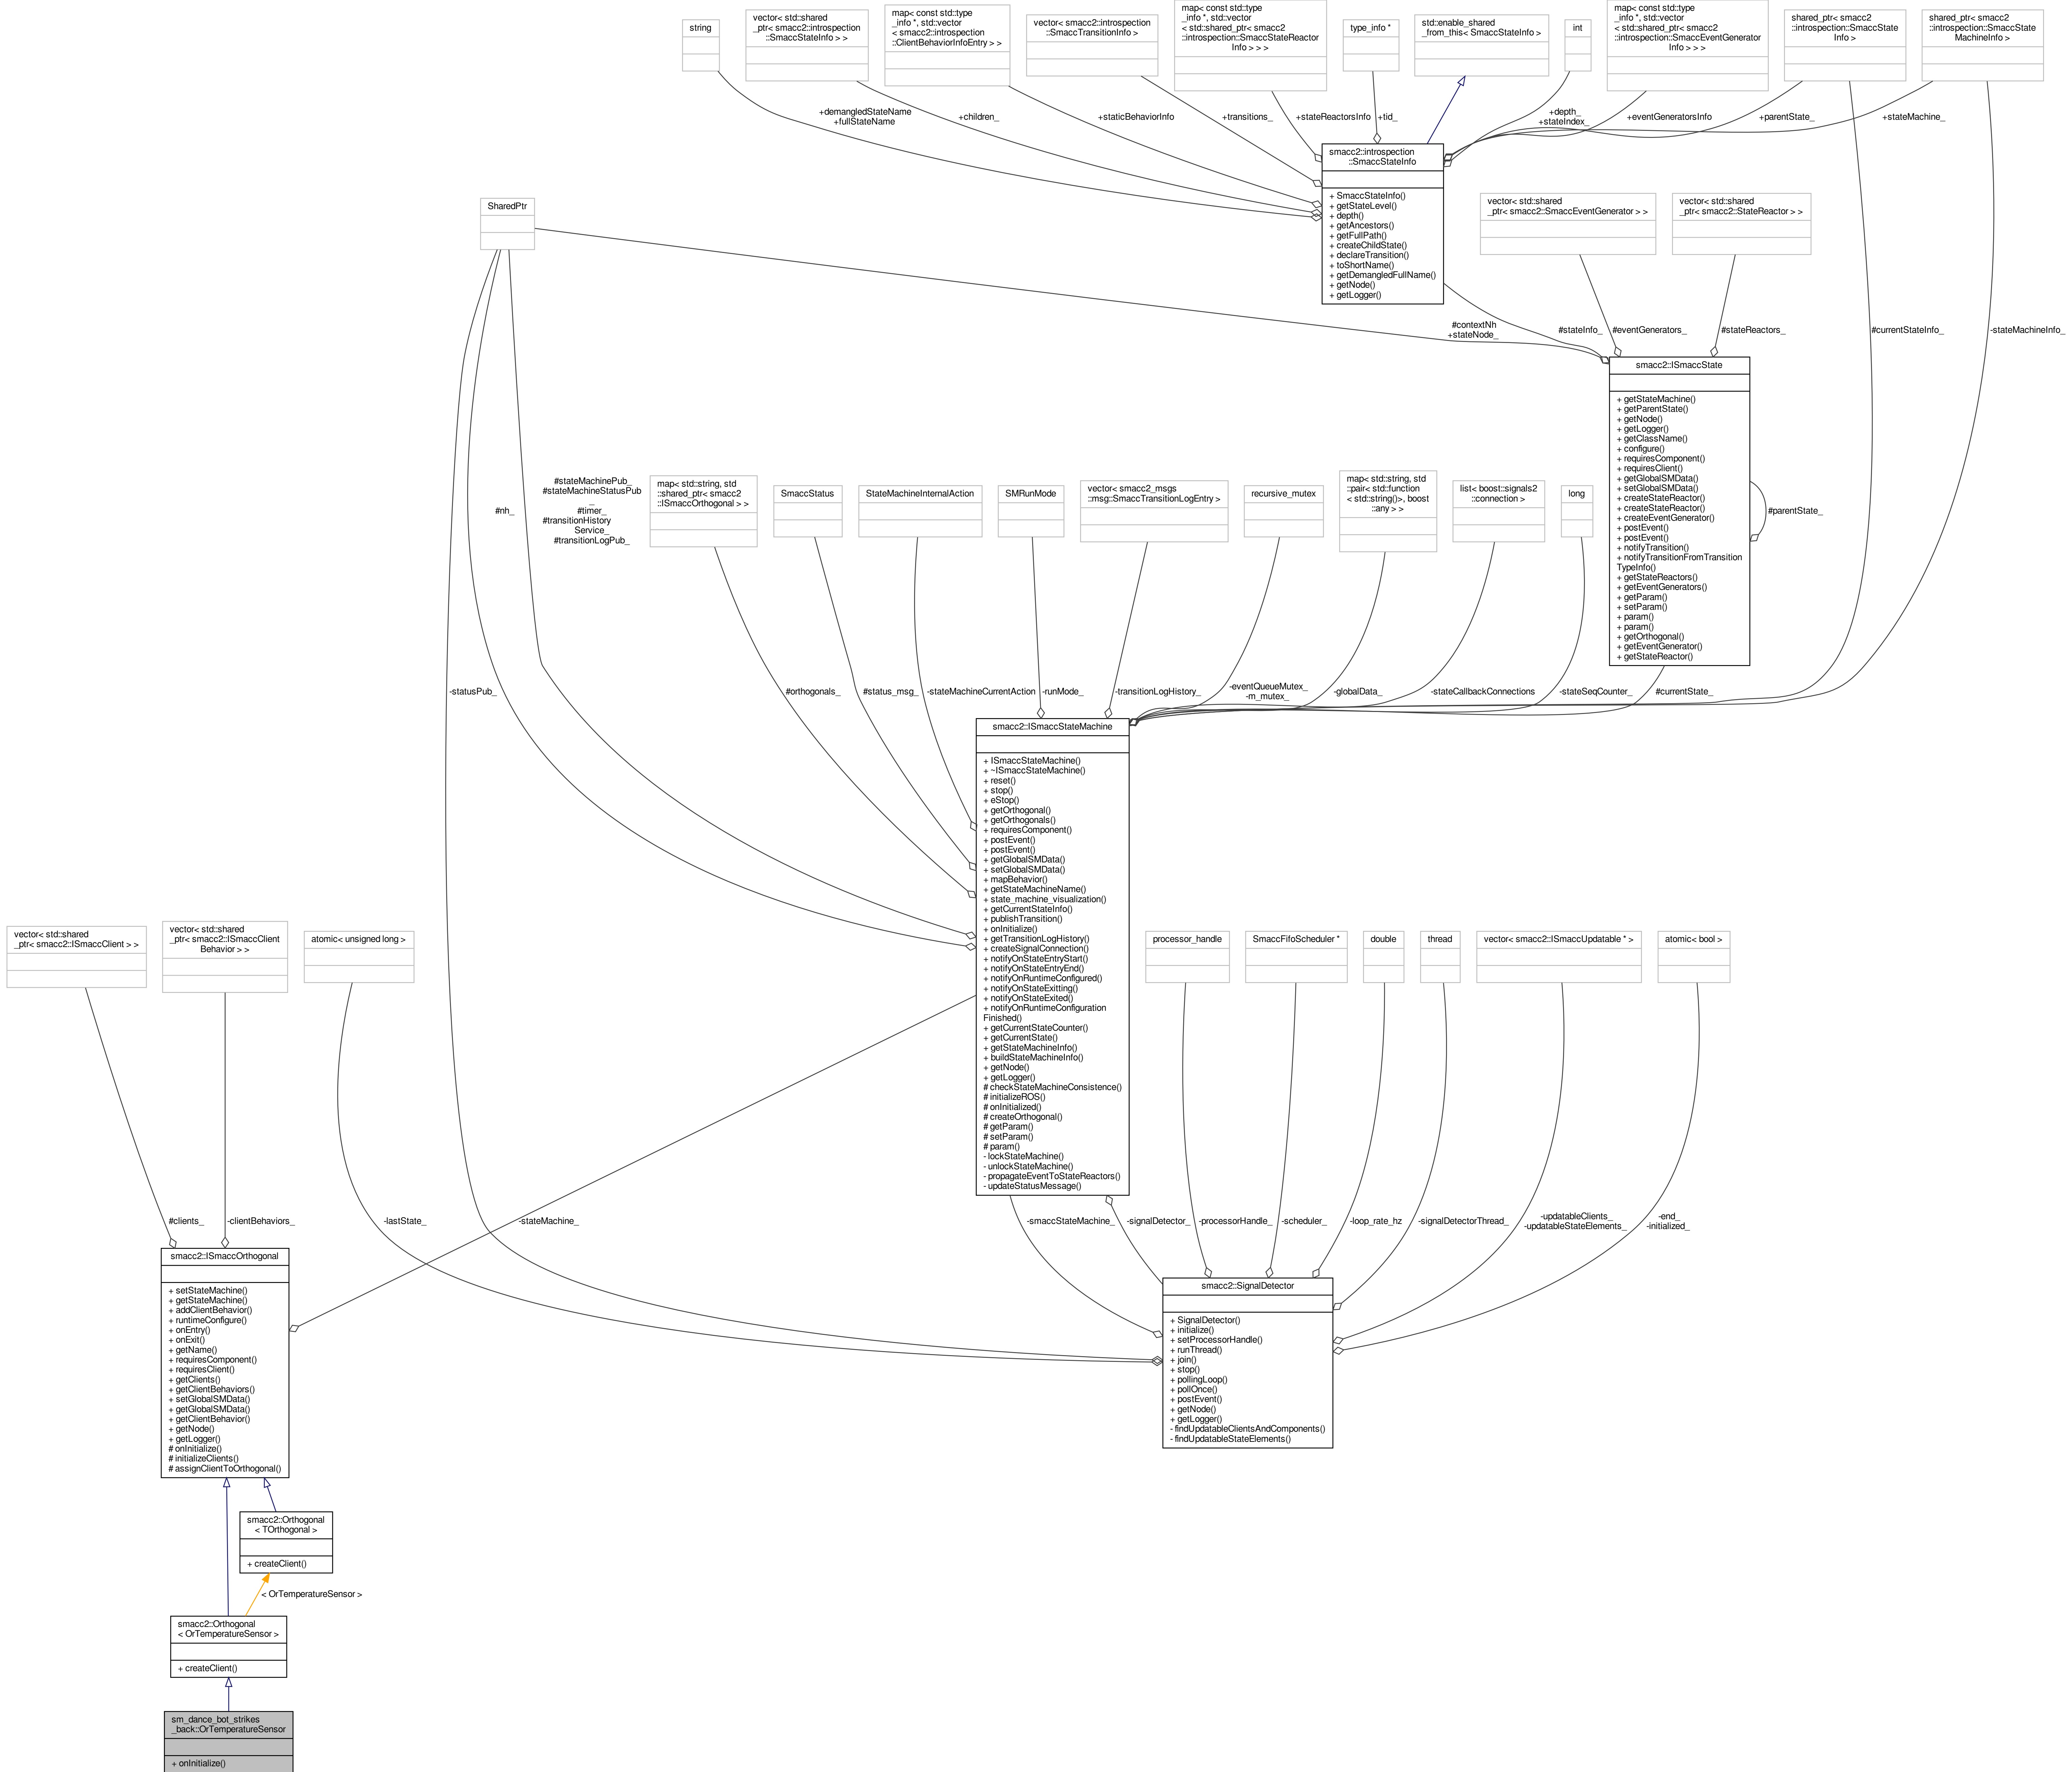 string
vector< std::shared
_ptr< smacc2::introspection
::SmaccStateInfo > >
map< const std::type
_info *, std::vector
< smacc2::introspection
::ClientBehaviorInfoEntry > >
vector< smacc2::introspection
::SmaccTransitionInfo >
map< const std::type
_info *, std::vector
< std::shared_ptr< smacc2
::introspection::SmaccStateReactor
Info > > >
type_info *
std::enable_shared
_from_this< SmaccStateInfo >
int
map< const std::type
_info *, std::vector
< std::shared_ptr< smacc2
::introspection::SmaccEventGenerator
Info > > >
shared_ptr< smacc2
::introspection::SmaccState
Info >
shared_ptr< smacc2
::introspection::SmaccState
MachineInfo >
+demangledStateName
+fullStateName
+children_
+staticBehaviorInfo
+transitions_
+stateReactorsInfo
+tid_
+depth_
+stateIndex_
+eventGeneratorsInfo
+parentState_
+stateMachine_
smacc2::introspection
::SmaccStateInfo
+ SmaccStateInfo()
+ getStateLevel()
+ depth()
+ getAncestors()
+ getFullPath()
+ createChildState()
+ declareTransition()
+ toShortName()
+ getDemangledFullName()
+ getNode()
+ getLogger()
SharedPtr
vector< std::shared
_ptr< smacc2::SmaccEventGenerator > >
vector< std::shared
_ptr< smacc2::StateReactor > >
#contextNh
+stateNode_
#stateInfo_
#eventGenerators_
#stateReactors_
#currentStateInfo_
-stateMachineInfo_
smacc2::ISmaccState
+ getStateMachine()
+ getParentState()
+ getNode()
+ getLogger()
+ getClassName()
+ configure()
+ requiresComponent()
+ requiresClient()
+ getGlobalSMData()
+ setGlobalSMData()
+ createStateReactor()
+ createStateReactor()
+ createEventGenerator()
+ postEvent()
+ postEvent()
+ notifyTransition()
+ notifyTransitionFromTransition
TypeInfo()
+ getStateReactors()
+ getEventGenerators()
+ getParam()
+ setParam()
+ param()
+ param()
+ getOrthogonal()
+ getEventGenerator()
+ getStateReactor()
#parentState_
#nh_
#stateMachinePub_
#stateMachineStatusPub
_
#timer_
#transitionHistory
Service_
#transitionLogPub_
map< std::string, std
::shared_ptr< smacc2
::ISmaccOrthogonal > >
SmaccStatus
StateMachineInternalAction
SMRunMode
vector< smacc2_msgs
::msg::SmaccTransitionLogEntry >
recursive_mutex
map< std::string, std
::pair< std::function
< std::string()>, boost
::any > >
list< boost::signals2
::connection >
long
-statusPub_
#orthogonals_
#status_msg_
-stateMachineCurrentAction
-runMode_
-transitionLogHistory_
-eventQueueMutex_
-m_mutex_
-globalData_
-stateCallbackConnections
-stateSeqCounter_
#currentState_
smacc2::ISmaccStateMachine
+ ISmaccStateMachine()
+ ~ISmaccStateMachine()
+ reset()
+ stop()
+ eStop()
+ getOrthogonal()
+ getOrthogonals()
+ requiresComponent()
+ postEvent()
+ postEvent()
+ getGlobalSMData()
+ setGlobalSMData()
+ mapBehavior()
+ getStateMachineName()
+ state_machine_visualization()
+ getCurrentStateInfo()
+ publishTransition()
+ onInitialize()
+ getTransitionLogHistory()
+ createSignalConnection()
+ notifyOnStateEntryStart()
+ notifyOnStateEntryEnd()
+ notifyOnRuntimeConfigured()
+ notifyOnStateExitting()
+ notifyOnStateExited()
+ notifyOnRuntimeConfiguration
Finished()
+ getCurrentStateCounter()
+ getCurrentState()
+ getStateMachineInfo()
+ buildStateMachineInfo()
+ getNode()
+ getLogger()
# checkStateMachineConsistence()
# initializeROS()
# onInitialized()
# createOrthogonal()
# getParam()
# setParam()
# param()
- lockStateMachine()
- unlockStateMachine()
- propagateEventToStateReactors()
- updateStatusMessage()
vector< std::shared
_ptr< smacc2::ISmaccClient > >
vector< std::shared
_ptr< smacc2::ISmaccClient
Behavior > >
atomic< unsigned long >
processor_handle
SmaccFifoScheduler *
double
thread
vector< smacc2::ISmaccUpdatable * >
atomic< bool >
#clients_
-clientBehaviors_
-lastState_
-stateMachine_
-smaccStateMachine_
-signalDetector_
-processorHandle_
-scheduler_
-loop_rate_hz
-signalDetectorThread_
-updatableClients_
-updatableStateElements_
-end_
-initialized_
smacc2::ISmaccOrthogonal
+ setStateMachine()
+ getStateMachine()
+ addClientBehavior()
+ runtimeConfigure()
+ onEntry()
+ onExit()
+ getName()
+ requiresComponent()
+ requiresClient()
+ getClients()
+ getClientBehaviors()
+ setGlobalSMData()
+ getGlobalSMData()
+ getClientBehavior()
+ getNode()
+ getLogger()
# onInitialize()
# initializeClients()
# assignClientToOrthogonal()
smacc2::SignalDetector
+ SignalDetector()
+ initialize()
+ setProcessorHandle()
+ runThread()
+ join()
+ stop()
+ pollingLoop()
+ pollOnce()
+ postEvent()
+ getNode()
+ getLogger()
- findUpdatableClientsAndComponents()
- findUpdatableStateElements()
smacc2::Orthogonal
< TOrthogonal >
+ createClient()
< OrTemperatureSensor >
smacc2::Orthogonal
< OrTemperatureSensor >
+ createClient()
sm_dance_bot_strikes
_back::OrTemperatureSensor
+ onInitialize()